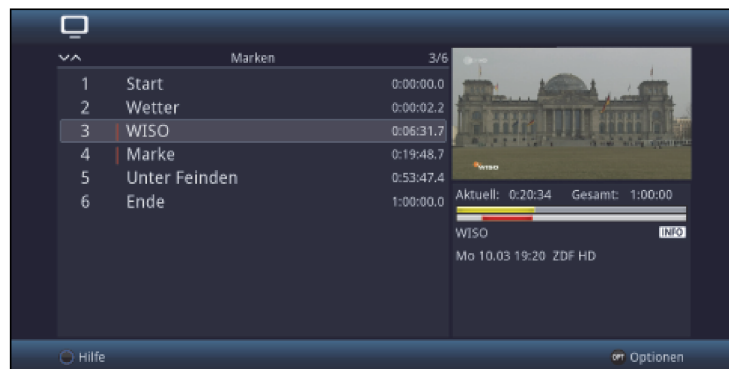 Marken 3/6
1 Start 0:00:00.0
2 Wetter 0:00:02.2
3 WISO 0:06:31.7
4 Marke 0:19:48.7
5 Unter Feinden 0:53:47.4
6 Ende 1:00:00.0
WISO
Aktuell: 0:20:34 Gesamt: 1:00:00
WISO INFO
Mo 10.03 19:20 ZDF HD
Hilfe OPT Optionen